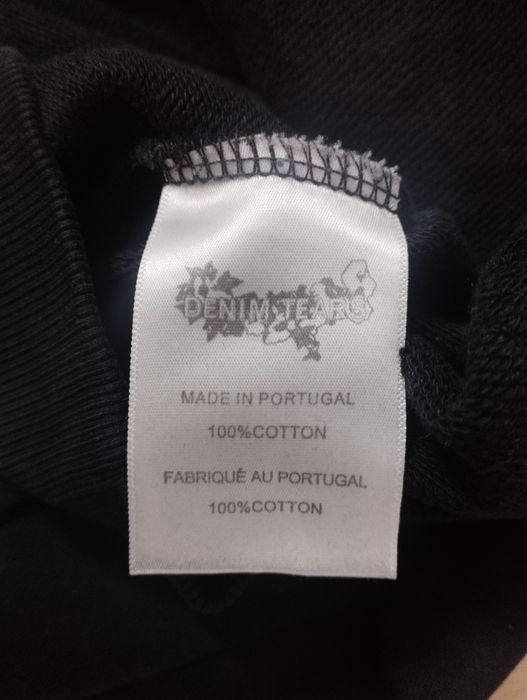 DENIM TEARS
MADE IN PORTUGAL
100%COTTON
FABRIQUÉ AU PORTUGAL
100%COTTON